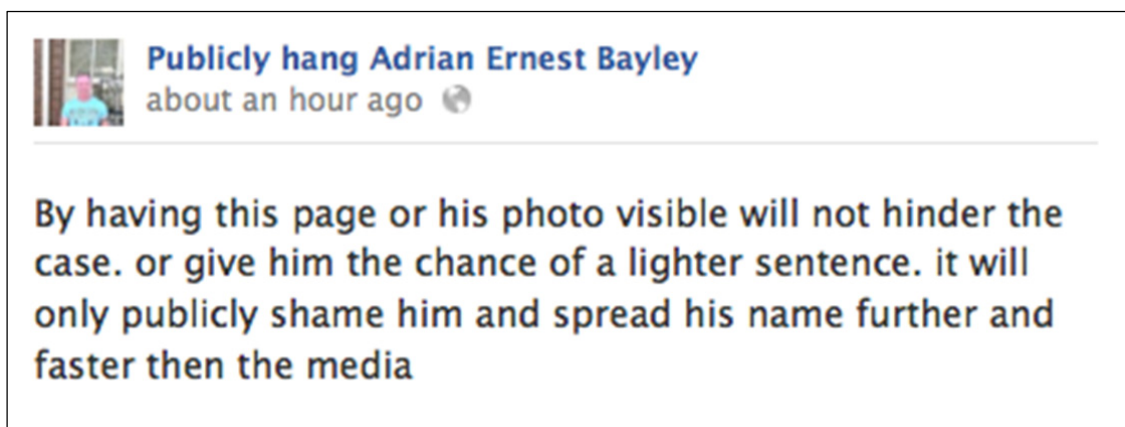 Publicly hang Adrian Ernest Bayley
about an hour ago
By having this page or his photo visible will not hinder the
case. or give him the chance of a lighter sentence. it will
only publicly shame him and spread his name further and
faster then the media